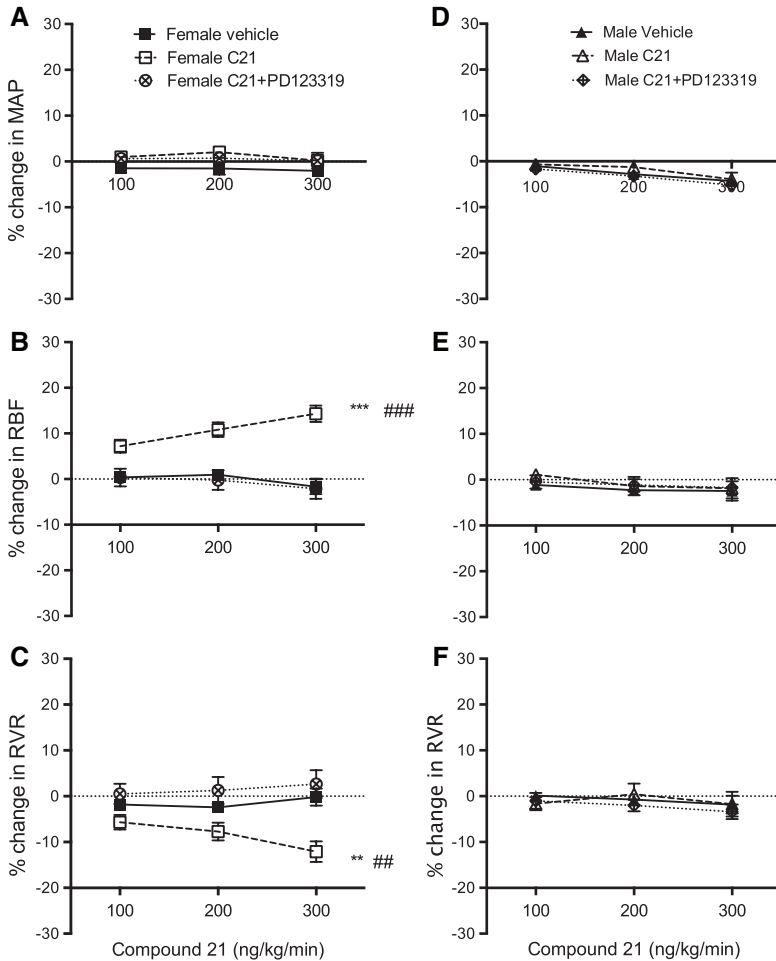 A
% change in MAP
30
20
10
0
-10
-20
-30
Female vehicle
Female C21
Female C21+PD123319
100 200 300
D
30
20
10
0
-10
-20
-30
Male Vehicle
Male C21
Male C21+PD123319
100 200 300
B
% change in RBF
30
20
10
0
-10
-20
-30
*** ###
100 200 300
E
30
20
10
0
-10
-20
-30
100 200 300
C
% change in RVR
30
20
10
0
-10
-20
-30
** ##
100 200 300
Compound 21 (ng/kg/min)
F
% change in RVR
30
20
10
0
-10
-20
-30
100 200 300
Compound 21 (ng/kg/min)